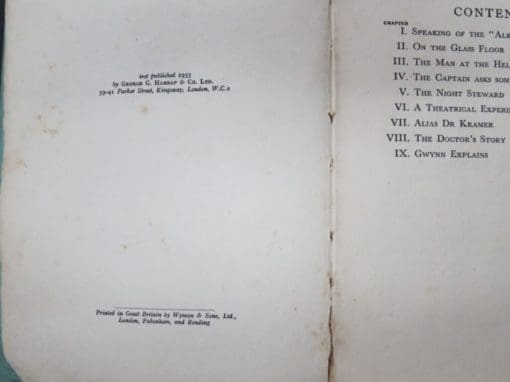 First published 1933
by GEORGE G. HARRAP & CO. LTD.
39-41 Parker Street, Kingsway, London, W.C.2
Printed in Great Britain by Wyman & Sons, Ltd.,
London, Fakenham, and Reading
CONTEN
CHAPTER
I. SPEAKING OF THE "ALB
II. ON THE GLASS FLOOR
III. THE MAN AT THE HEL
IV. THE CAPTAIN ASKS SOM
V. THE NIGHT STEWARD
VI. A THEATRICAL EXPERI
VII. ALIAS DR KRAMER
VIII. THE DOCTOR'S STORY
IX. GWYNN EXPLAINS